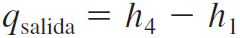 q_salida = h_4 − h_1